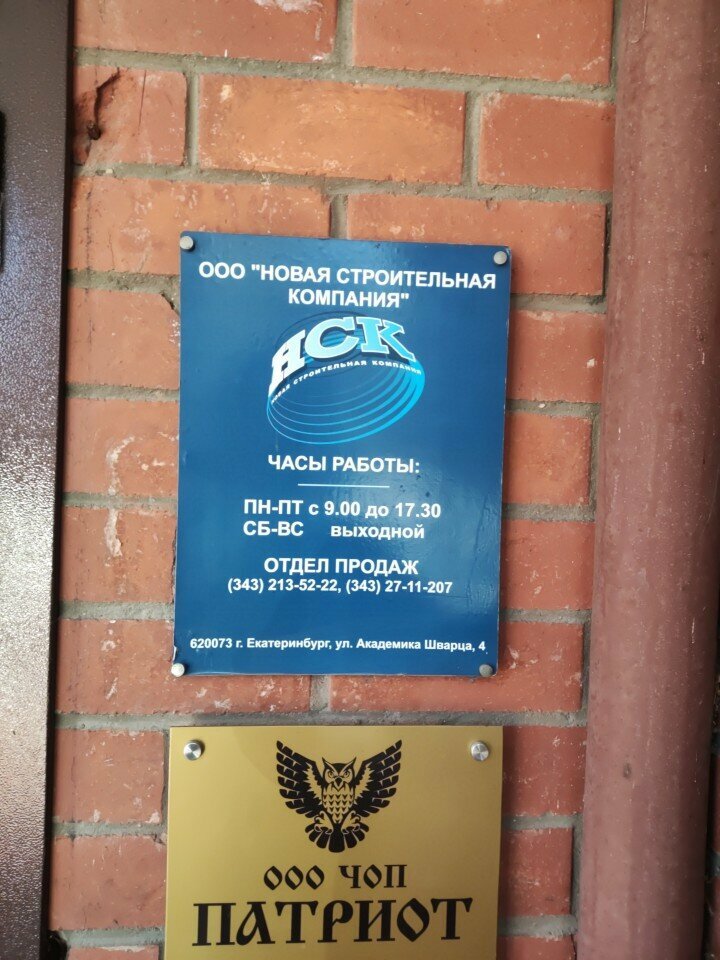 ООО "НОВАЯ СТРОИТЕЛЬНАЯ
КОМПАНИЯ"
НСК
НОВАЯ СТРОИТЕЛЬНАЯ КОМПАНИЯ
ЧАСЫ РАБОТЫ:
ПН-ПТ с 9.00 до 17.30
СБ-ВС выходной
ОТДЕЛ ПРОДАЖ
(343) 213-52-22, (343) 27-11-207
620073 г. Екатеринбург, ул. Академика Шварца, 4
ООО ЧОП
ПАТРИОТ